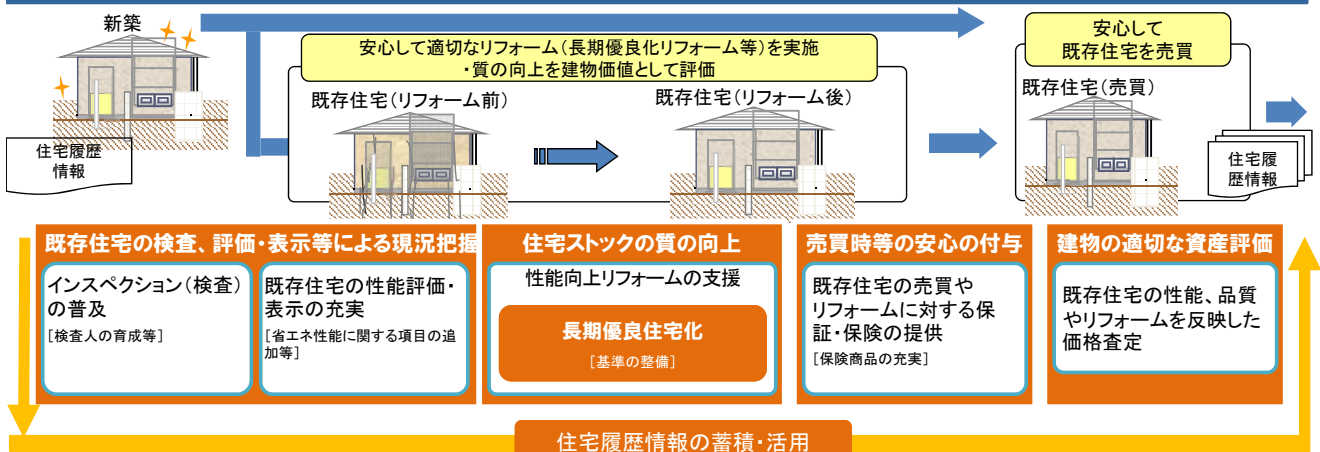 新築
安心して適切なリフォーム（長期優良化リフォーム等）を実施
・質の向上を建物価値として評価
安心して
既存住宅を売買
既存住宅（リフォーム前）
既存住宅（リフォーム後）
既存住宅（売買）
住宅履歴
情報
住宅履
歴情報
既存住宅の検査、評価・表示等による現況把握
インスペクション（検査）
の普及
［検査人の育成等］
既存住宅の性能評価・
表示の充実
［省エネ性能に関する項目の追
加等］
住宅ストックの質の向上
性能向上リフォームの支援
長期優良住宅化
［基準の整備］
売買時等の安心の付与
既存住宅の売買や
リフォームに対する保
証・保険の提供
［保険商品の充実］
建物の適切な資産評価
既存住宅の性能、品質
やリフォームを反映した
価格査定
住宅履歴情報の蓄積・活用